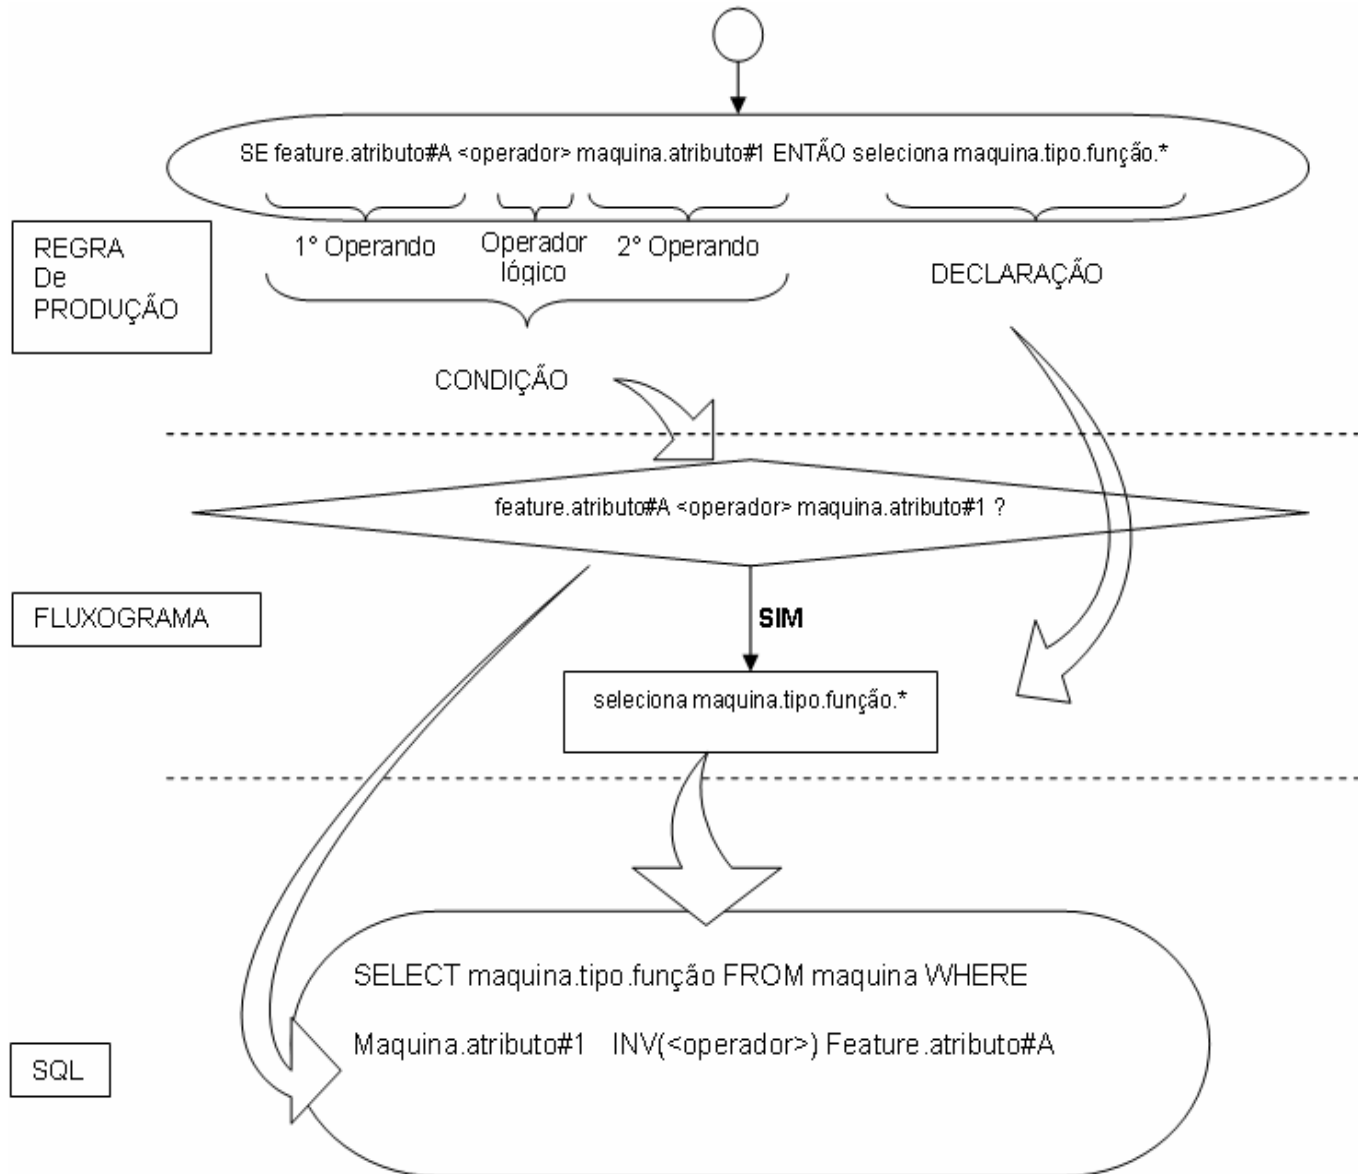 SE feature.atributo#A <operador> maquina.atributo#1 ENTÃO seleciona maquina.tipo.função.*
REGRA
De
PRODUÇÃO
1° Operando
Operador
lógico
2° Operando
DECLARAÇÃO
CONDIÇÃO
feature.atributo#A <operador> maquina.atributo#1 ?
FLUXOGRAMA
SIM
seleciona maquina.tipo.função.*
SELECT maquina.tipo.função FROM maquina WHERE
Maquina.atributo#1 INV(<operador>) Feature.atributo#A
SQL